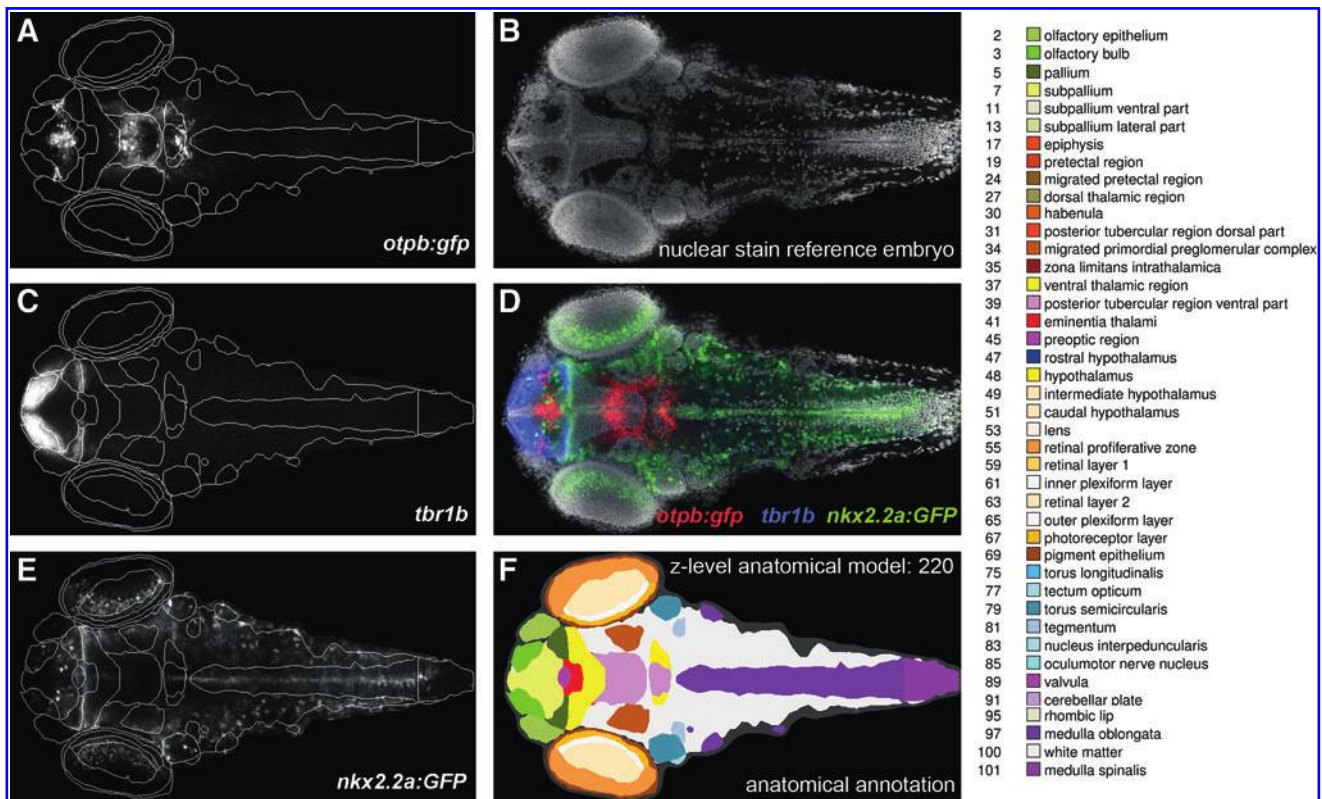 A
otpb:gfp
B
nuclear stain reference embryo
C
tbr1b
D
otpb:gfp tbr1b nkx2.2a:GFP
E
nkx2.2a:GFP
F
z-level anatomical model: 220
anatomical annotation
2 olfactory epithelium
3 olfactory bulb
5 pallium
7 subpallium
11 subpallium ventral part
13 subpallium lateral part
17 epiphysis
19 pretectal region
24 migrated pretectal region
27 dorsal thalamic region
30 habenula
31 posterior tubercular region dorsal part
34 migrated primordial preglomerular complex
35 zona limitans intrathalamica
37 ventral thalamic region
39 posterior tubercular region ventral part
41 eminentia thalami
45 preoptic region
47 rostral hypothalamus
48 hypothalamus
49 intermediate hypothalamus
51 caudal hypothalamus
53 lens
55 retinal profiferative zone
59 retinal layer 1
61 inner plexiform layer
63 retinal layer 2
65 outer plexiform layer
67 photoreceptor layer
69 pigment epithelium
75 torus longitudinalis
77 tectum opticum
79 torus semicircularis
81 tegmentum
83 nucleus interpeduncularis
85 oculumotor nerve nucleus
89 valvula
91 cerebellar plate
95 rhombic lip
97 medulla oblongata
100 white matter
101 medulla spinalis